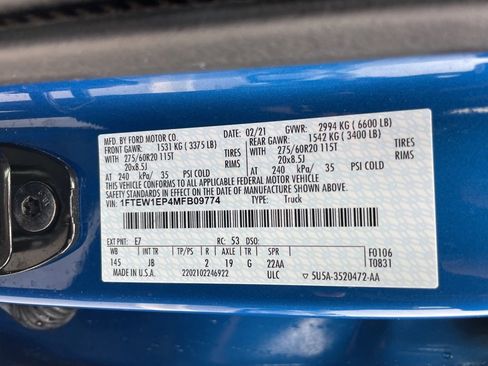 MFD. BY FORD MOTOR CO.
02/21
GVWR: 2994 KG (6600 LB)
FRONT GAWR: 1531 KG (3375 LB)
REAR GAWR: 1542 KG (3400 LB)
WITH 275/60R20 115T TIRES
WITH 275/60R20 115T TIRES
20x8.5J RIMS
20x8.5J RIMS
AT 240 kPa/ 35 PSI COLD
AT 240 kPa/ 35 PSI COLD
THIS VEHICLE CONFORMS TO ALL APPLICABLE FEDERAL MOTOR VEHICLE
SAFETY STANDARDS IN EFFECT ON THE DATE OF MANUFACTURE SHOWN ABOVE.
VIN: 1FTEW1EP4MFB09774
TYPE: Truck
EXT PNT: E7 RC: 53 DSO: F0106
WB BRK INT TR TP/PS R AXLE TR SPR T0831
145 JB 2 19 G 22AA
MADE IN U.S.A. 2202102246922 ULC 5U5A-3520472-AA